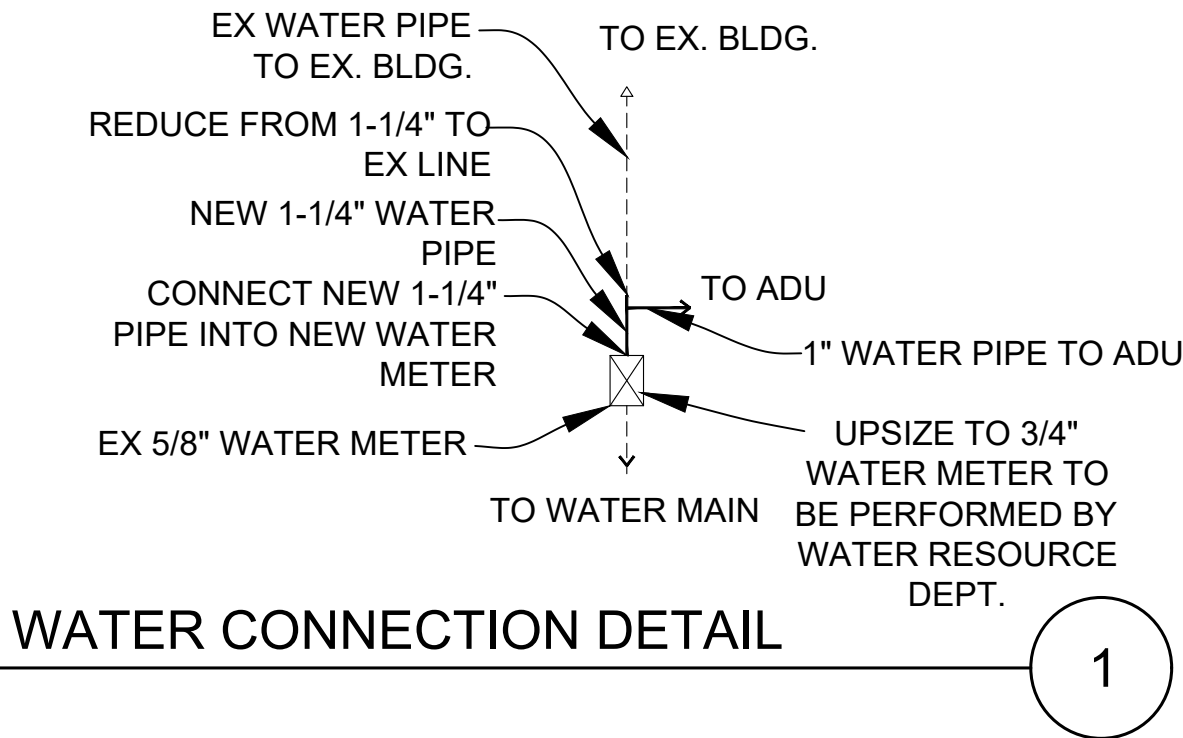 EX WATER PIPE
TO EX. BLDG.
TO EX. BLDG.
REDUCE FROM 1-1/4" TO
EX LINE
NEW 1-1/4" WATER
PIPE
CONNECT NEW 1-1/4"
PIPE INTO NEW WATER
METER
TO ADU
1" WATER PIPE TO ADU
EX 5/8" WATER METER
UPSIZE TO 3/4"
WATER METER TO
BE PERFORMED BY
WATER RESOURCE
DEPT.
TO WATER MAIN
WATER CONNECTION DETAIL
1